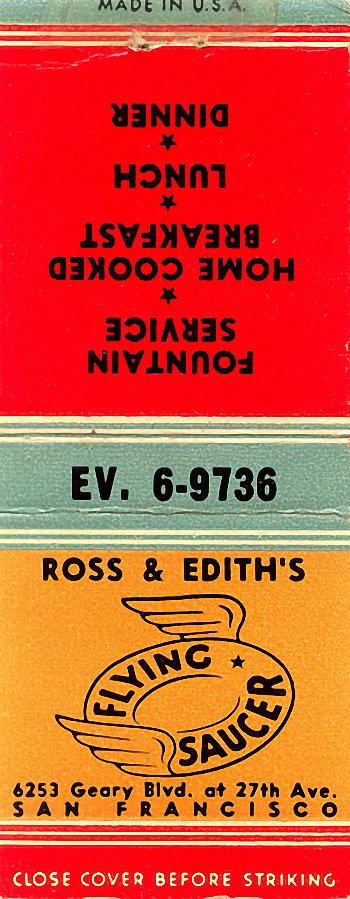 MADE IN U.S.A.
FOUNTAIN
SERVICE
★
HOME COOKED
BREAKFAST
★
LUNCH
★
DINNER
EV. 6-9736
ROSS & EDITH'S
FLYING ★
SAUCER
6253 Geary Blvd. at 27th Ave.
SAN FRANCISCO
CLOSE COVER BEFORE STRIKING